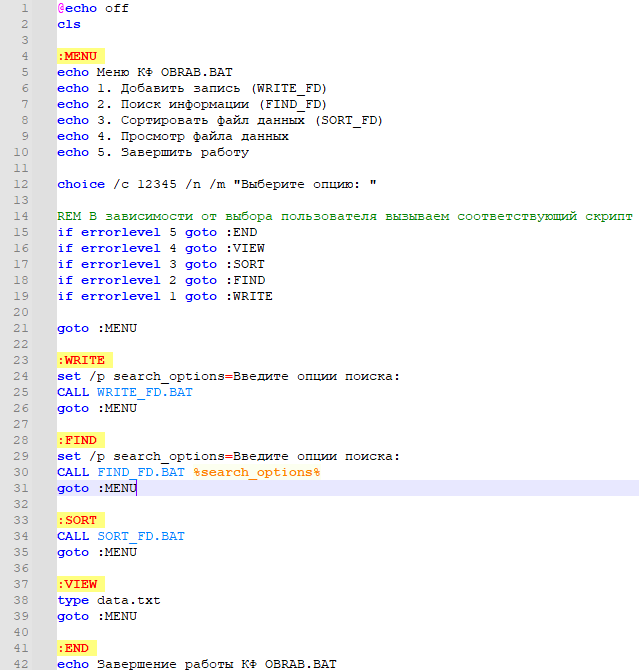 1 @echo off
2 cls
3
4 :MENU
5 echo Меню КФ OBRAB.BAT
6 echo 1. Добавить запись (WRITE_FD)
7 echo 2. Поиск информации (FIND_FD)
8 echo 3. Сортировать файл данных (SORT_FD)
9 echo 4. Просмотр файла данных
10 echo 5. Завершить работу
11
12 choice /c 12345 /n /m "Выберите опцию: "
13
14 REM В зависимости от выбора пользователя вызываем соответствующий скрипт
15 if errorlevel 5 goto :END
16 if errorlevel 4 goto :VIEW
17 if errorlevel 3 goto :SORT
18 if errorlevel 2 goto :FIND
19 if errorlevel 1 goto :WRITE
20
21 goto :MENU
22
23 :WRITE
24 set /p search_options=Введите опции поиска:
25 CALL WRITE_FD.BAT
26 goto :MENU
27
28 :FIND
29 set /p search_options=Введите опции поиска:
30 CALL FIND_FD.BAT %search_options%
31 goto :MENU
32
33 :SORT
34 CALL SORT_FD.BAT
35 goto :MENU
36
37 :VIEW
38 type data.txt
39 goto :MENU
40
41 :END
42 echo Завершение работы КФ OBRAB.BAT